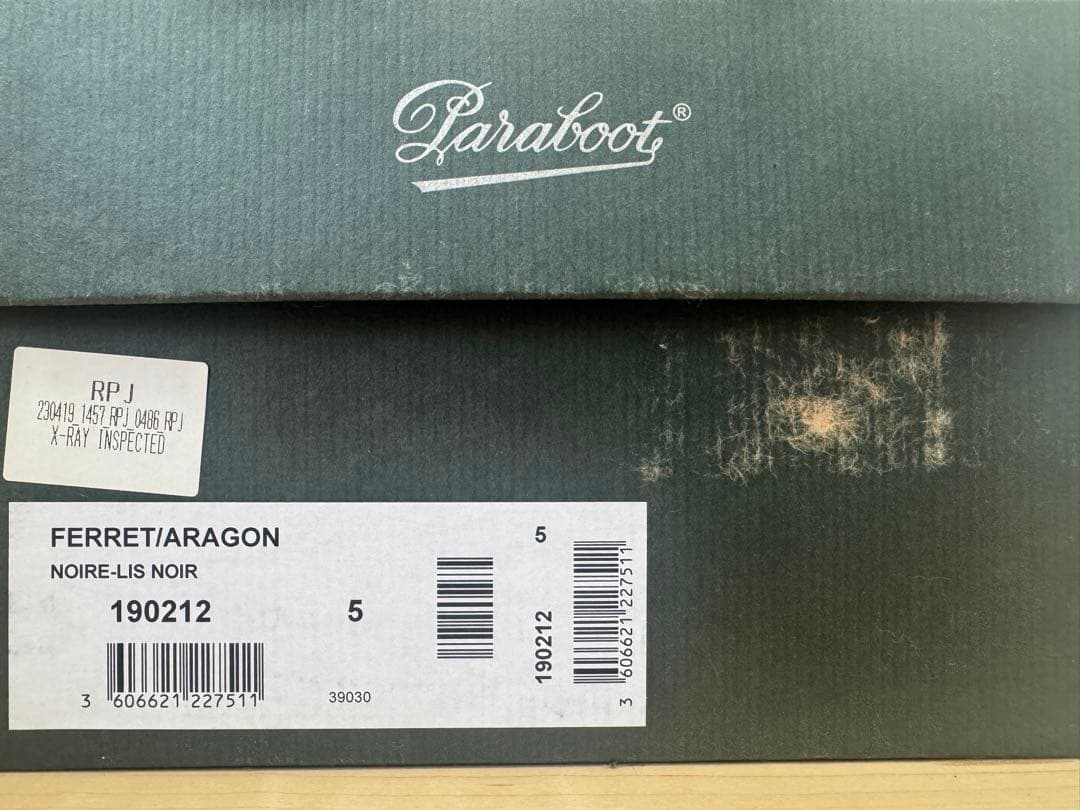 Paraboot®
RPJ
230419_1457_RPJ_0486_RPJ
X-RAY INSPECTED
FERRET/ARAGON
NOIRE-LIS NOIR
190212
5
3 606621 227511
39030
5
190212
3 606621 227511